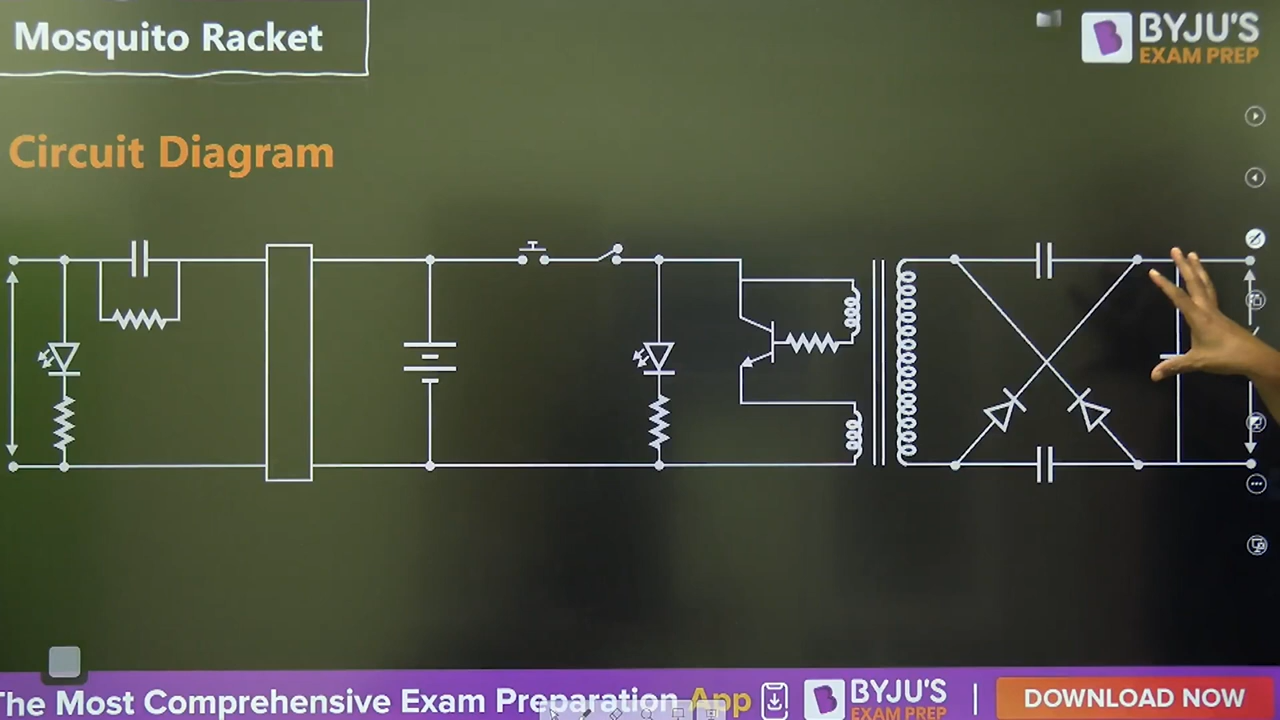 Mosquito Racket
BYJU'S
EXAM PREP
Circuit Diagram
The Most Comprehensive Exam Preparation App
BYJU'S
EXAM PREP
DOWNLOAD NOW